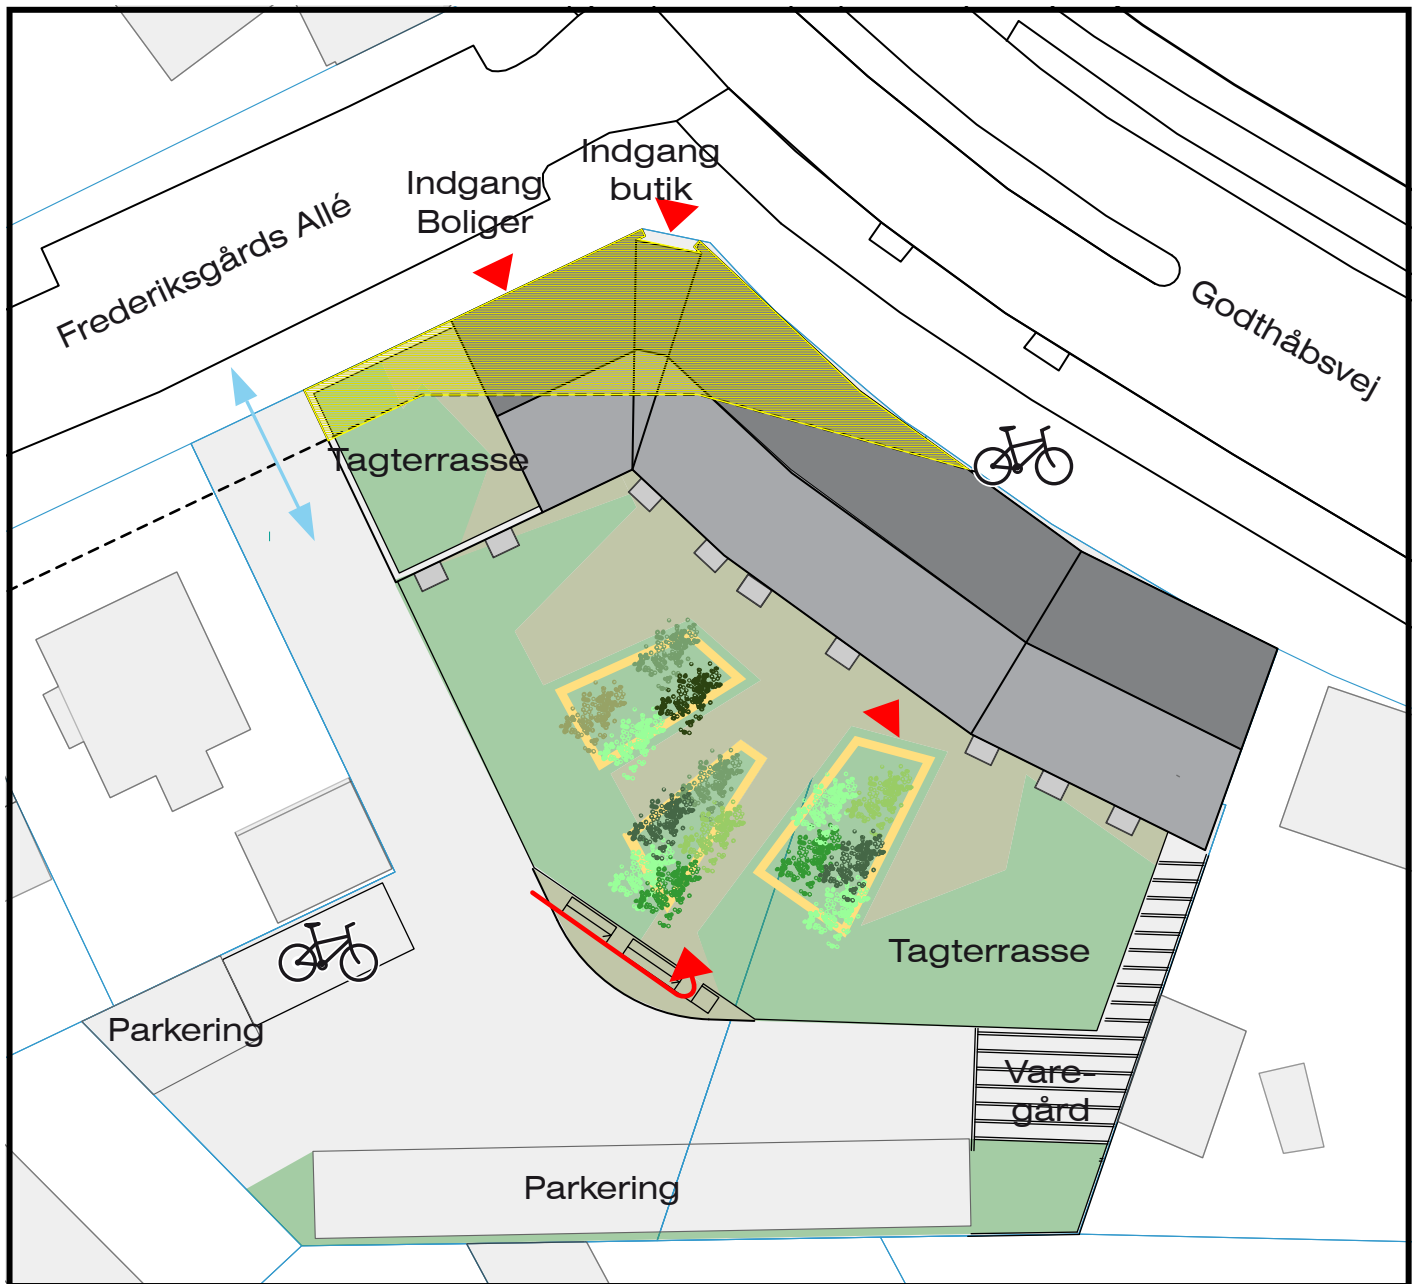 Indgang
butik
Indgang
Boliger
Frederiksgårds Allé
Godthåbsvej
Tagterrasse
Tagterrasse
Parkering
Vare-
gård
Parkering